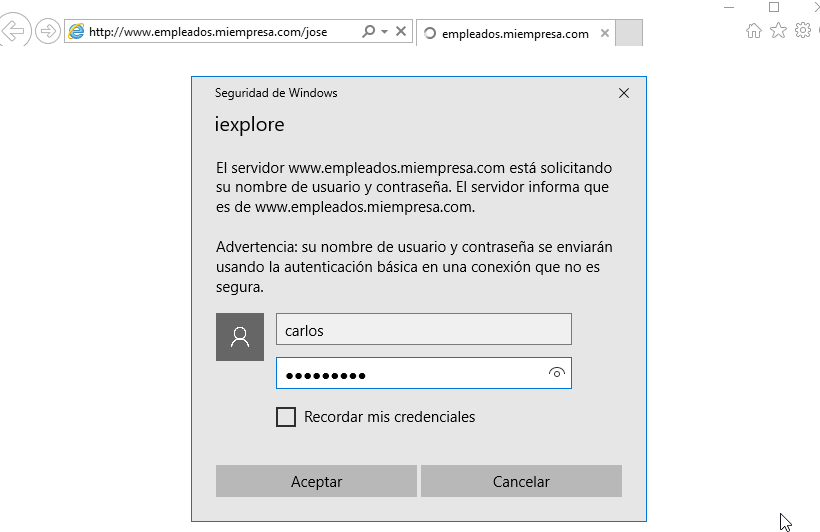 http://www.empleados.miempresa.com/jose
empleados.miempresa.com
Seguridad de Windows
iexplore
El servidor www.empleados.miempresa.com está solicitando
su nombre de usuario y contraseña. El servidor informa que
es de www.empleados.miempresa.com.
Advertencia: su nombre de usuario y contraseña se enviarán
usando la autenticación básica en una conexión que no es
segura.
carlos
●●●●●●●●●
Recordar mis credenciales
Aceptar
Cancelar